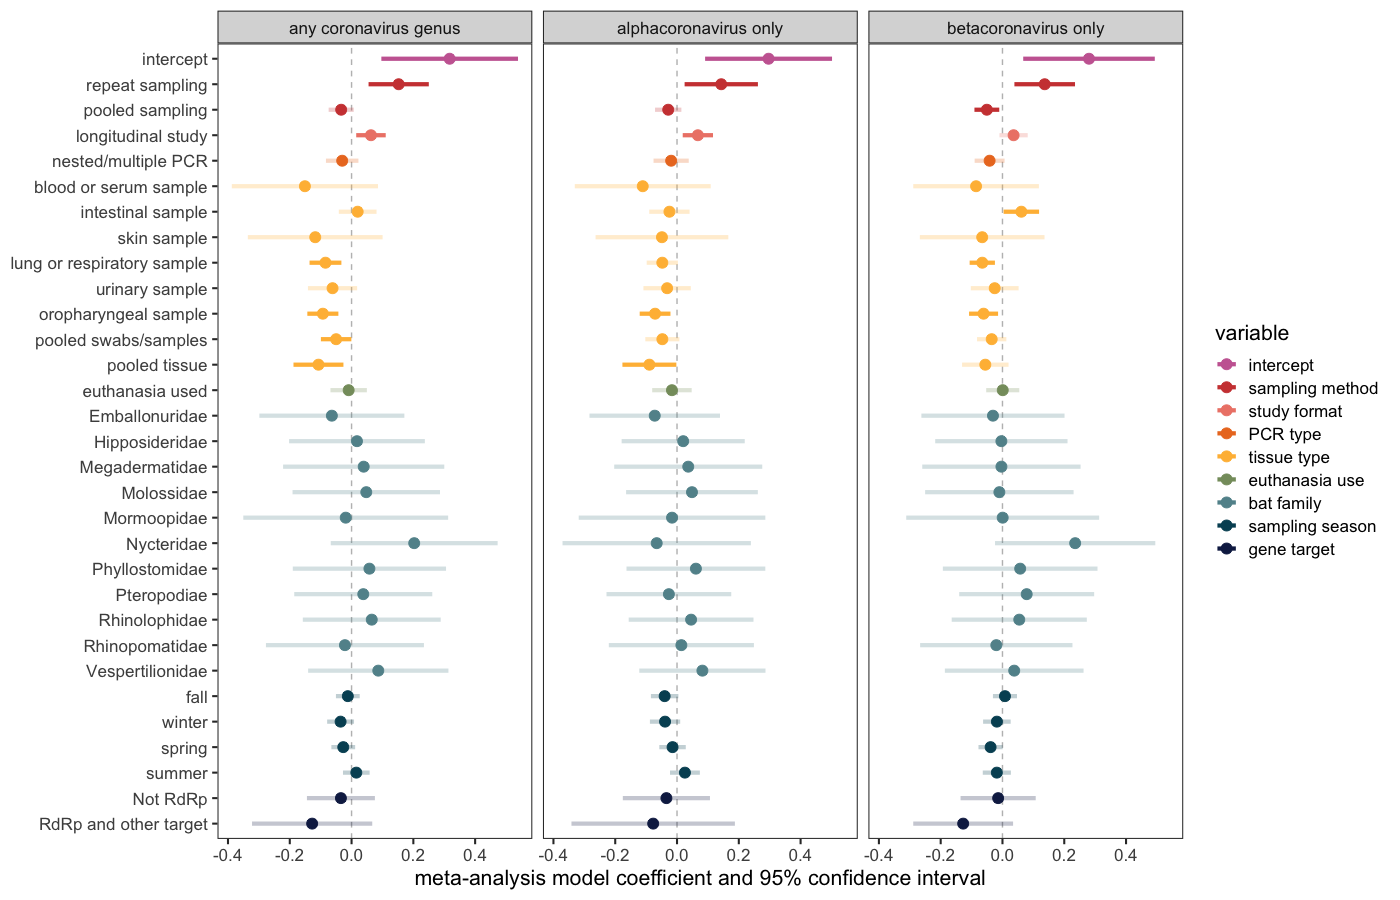 any coronavirus genus
alphacoronavirus only
betacoronavirus only
intercept
repeat sampling
pooled sampling
longitudinal study
nested/multiple PCR
blood or serum sample
intestinal sample
skin sample
lung or respiratory sample
urinary sample
oropharyngeal sample
pooled swabs/samples
pooled tissue
euthanasia used
Emballonuridae
Hipposideridae
Megadermatidae
Molossidae
Mormoopidae
Nycteridae
Phyllostomidae
Pteropodiae
Rhinolophidae
Rhinopomatidae
Vespertilionidae
fall
winter
spring
summer
Not RdRp
RdRp and other target
-0.4 -0.2 0.0 0.2 0.4
-0.4 -0.2 0.0 0.2 0.4
-0.4 -0.2 0.0 0.2 0.4
meta-analysis model coefficient and 95% confidence interval
variable
intercept
sampling method
study format
PCR type
tissue type
euthanasia use
bat family
sampling season
gene target